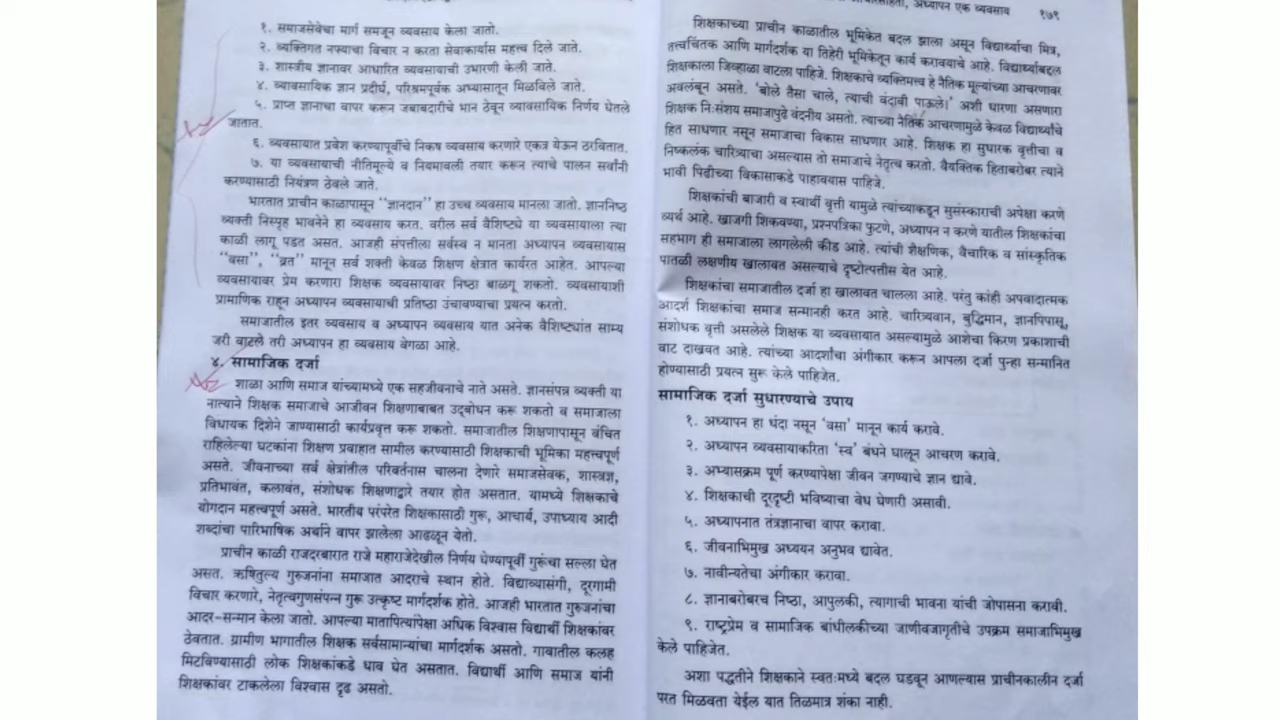 १. समाजसेवेचा मार्ग समजून व्यवसाय केला जातो.
२. व्यक्तिगत नफ्याचा विचार न करता सेवाकार्यास महत्त्व दिले जाते.
३. शास्त्रीय ज्ञानावर आधारित व्यवसायाची उभारणी केली जाते.
४. व्यावसायिक ज्ञान प्रदीर्घ, परिश्रमपूर्वक अभ्यासातून मिळविले जाते.
५. प्राप्त ज्ञानाचा वापर करून जबाबदारीचे भान ठेवून व्यावसायिक निर्णय घेतले
जातात.
६. व्यवसायात प्रवेश करण्यापूर्वीचे निकष व्यवसाय करणारे एकत्र येऊन ठरवितात.
७. या व्यवसायाची नीतिमूल्ये व नियमावली तयार करून त्याचे पालन सर्वांनी
करण्यासाठी नियंत्रण ठेवले जाते.
भारतात प्राचीन काळापासून “ज्ञानदान” हा उच्च व्यवसाय मानला जातो. ज्ञाननिष्ठ
व्यक्ती निस्पृह भावनेने हा व्यवसाय करत. वरील सर्व वैशिष्ट्ये या व्यवसायाला त्या
काळी लागू पडत असत. आजही संपत्तीला सर्वस्व न मानता अध्यापन व्यवसायास
“वसा”, “व्रत” मानून सर्व शक्ती केवळ शिक्षण क्षेत्रात कार्यरत आहेत. आपल्या
व्यवसायावर प्रेम करणारा शिक्षक व्यवसायावर निष्ठा बाळगू शकतो. व्यवसायाशी
प्रामाणिक राहून अध्यापन व्यवसायाची प्रतिष्ठा उंचावण्याचा प्रयत्न करतो.
समाजातील इतर व्यवसाय व अध्यापन व्यवसाय यात अनेक वैशिष्ट्यांत साम्य
जरी वाटले तरी अध्यापन हा व्यवसाय वेगळा आहे.
४. सामाजिक दर्जा
शाळा आणि समाज यांच्यामध्ये एक सहजीवनाचे नाते असते. ज्ञानसंपन्न व्यक्ती या
नात्याने शिक्षक समाजाचे आजीवन शिक्षणाबाबत उद्‌बोधन करू शकतो व समाजाला
विधायक दिशेने जाण्यासाठी कार्यप्रवृत्त करू शकतो. समाजातील शिक्षणापासून वंचित
राहिलेल्या घटकांना शिक्षण प्रवाहात सामील करण्यासाठी शिक्षकाची भूमिका महत्त्वपूर्ण
असते. जीवनाच्या सर्व क्षेत्रांतील परिवर्तनास चालना देणारे समाजसेवक, शास्त्रज्ञ,
प्रतिभावंत, कलावंत, संशोधक शिक्षणाद्वारे तयार होत असतात. यामध्ये शिक्षकाचे
योगदान महत्त्वपूर्ण असते. भारतीय परंपरेत शिक्षकासाठी गुरू, आचार्य, उपाध्याय आदी
शब्दांचा पारिभाषिक अर्थाने वापर झालेला आढळून येतो.
प्राचीन काळी राजदरबारात राजे महाराजेदेखील निर्णय घेण्यापूर्वी गुरूंचा सल्ला घेत
असत. ऋषितुल्य गुरुजनांना समाजात आदराचे स्थान होते. विद्याव्यासंगी, दूरगामी
विचार करणारे, नेतृत्वगुणसंपन्न गुरू उत्कृष्ट मार्गदर्शक होते. आजही भारतात गुरुजनांचा
आदर-सन्मान केला जातो. आपल्या मातापित्यांपेक्षा अधिक विश्वास विद्यार्थी शिक्षकांवर
ठेवतात. ग्रामीण भागातील शिक्षक सर्वसामान्यांचा मार्गदर्शक असतो. गावातील कलह
मिटविण्यासाठी लोक शिक्षकांकडे धाव घेत असतात. विद्यार्थी आणि समाज यांनी
शिक्षकांवर टाकलेला विश्वास दृढ असतो.
अध्यापन एक व्यवसाय १७९
शिक्षकाच्या प्राचीन काळातील भूमिकेत बदल झाला असून विद्यार्थ्याचा मित्र,
तत्त्वचिंतक आणि मार्गदर्शक या तिहेरी भूमिकेतून कार्य करावयाचे आहे. विद्यार्थ्यांबद्दल
शिक्षकाला जिव्हाळा वाटला पाहिजे. शिक्षकाचे व्यक्तिमत्त्व हे नैतिक मूल्यांच्या आचरणावर
अवलंबून असते. ‘बोले तैसा चाले, त्याची वंदावी पाऊले।’ अशी धारणा असणारा
शिक्षक निःसंशय समाजापुढे वंदनीय असतो. त्याच्या नैतिक आचरणामुळे केवळ विद्यार्थ्यांचे
हित साधणार नसून समाजाचा विकास साधणार आहे. शिक्षक हा सुधारक वृत्तीचा व
निष्कलंक चारित्र्याचा असल्यास तो समाजाचे नेतृत्व करतो. वैयक्तिक हिताबरोबर त्याने
भावी पिढीच्या विकासाकडे पाहावयास पाहिजे.
शिक्षकांची बाजारी व स्वार्थी वृत्ती यामुळे त्यांच्याकडून सुसंस्काराची अपेक्षा करणे
व्यर्थ आहे. खाजगी शिकवण्या, प्रश्नपत्रिका फुटणे, अध्यापन न करणे यातील शिक्षकांचा
सहभाग ही समाजाला लागलेली कीड आहे. त्यांची शैक्षणिक, वैचारिक व सांस्कृतिक
पातळी लक्षणीय खालावत असल्याचे दृष्टोत्पत्तीस येत आहे.
शिक्षकांचा समाजातील दर्जा हा खालावत चालला आहे. परंतु कांही अपवादात्मक
आदर्श शिक्षकांचा समाज सन्मानही करत आहे. चारित्र्यवान, बुद्धिमान, ज्ञानपिपासू,
संशोधक वृत्ती असलेले शिक्षक या व्यवसायात असल्यामुळे आशेचा किरण प्रकाशाची
वाट दाखवत आहे. त्यांच्या आदर्शांचा अंगीकार करून आपला दर्जा पुन्हा सन्मानित
होण्यासाठी प्रयत्न सुरू केले पाहिजेत.
सामाजिक दर्जा सुधारण्याचे उपाय
१. अध्यापन हा धंदा नसून ‘वसा’ मानून कार्य करावे.
२. अध्यापन व्यवसायाकरिता ‘स्व’ बंधने घालून आचरण करावे.
३. अभ्यासक्रम पूर्ण करण्यापेक्षा जीवन जगण्याचे ज्ञान द्यावे.
४. शिक्षकाची दूरदृष्टी भविष्याचा वेध घेणारी असावी.
५. अध्यापनात तंत्रज्ञानाचा वापर करावा.
६. जीवनाभिमुख अध्ययन अनुभव द्यावेत.
७. नावीन्यतेचा अंगीकार करावा.
८. ज्ञानाबरोबरच निष्ठा, आपुलकी, त्यागाची भावना यांची जोपासना करावी.
९. राष्ट्रप्रेम व सामाजिक बांधीलकीच्या जाणीवजागृतीचे उपक्रम समाजाभिमुख
केले पाहिजेत.
अशा पद्धतीने शिक्षकाने स्वतःमध्ये बदल घडवून आणल्यास प्राचीनकालीन दर्जा
परत मिळवता येईल यात तिळमात्र शंका नाही.